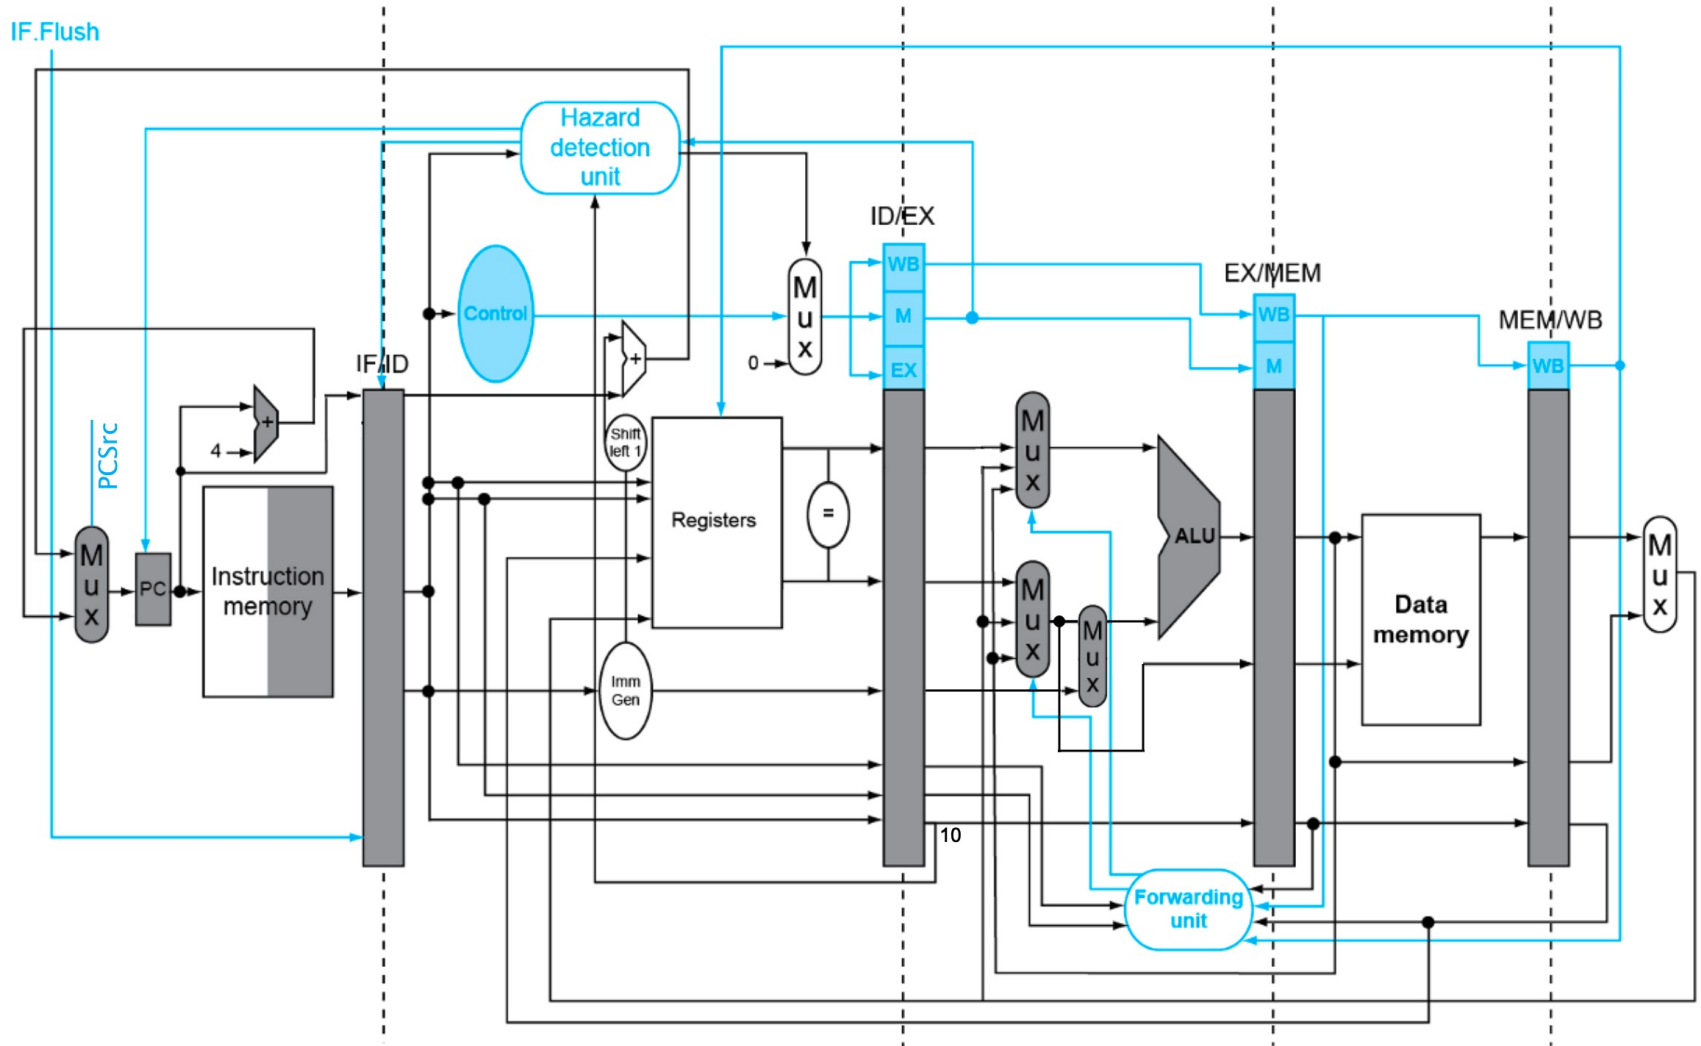 IF.Flush
Hazard
detection
unit
ID/EX
WB
M
EX
EX/MEM
WB
M
MEM/WB
WB
Control
M
u
x
0
IF/ID
+
+
4
PCSrc
Shift
left 1
Registers
=
M
u
x
PC
Instruction
memory
M
u
x
M
u
x
M
u
x
ALU
Data
memory
M
u
x
Imm
Gen
10
Forwarding
unit